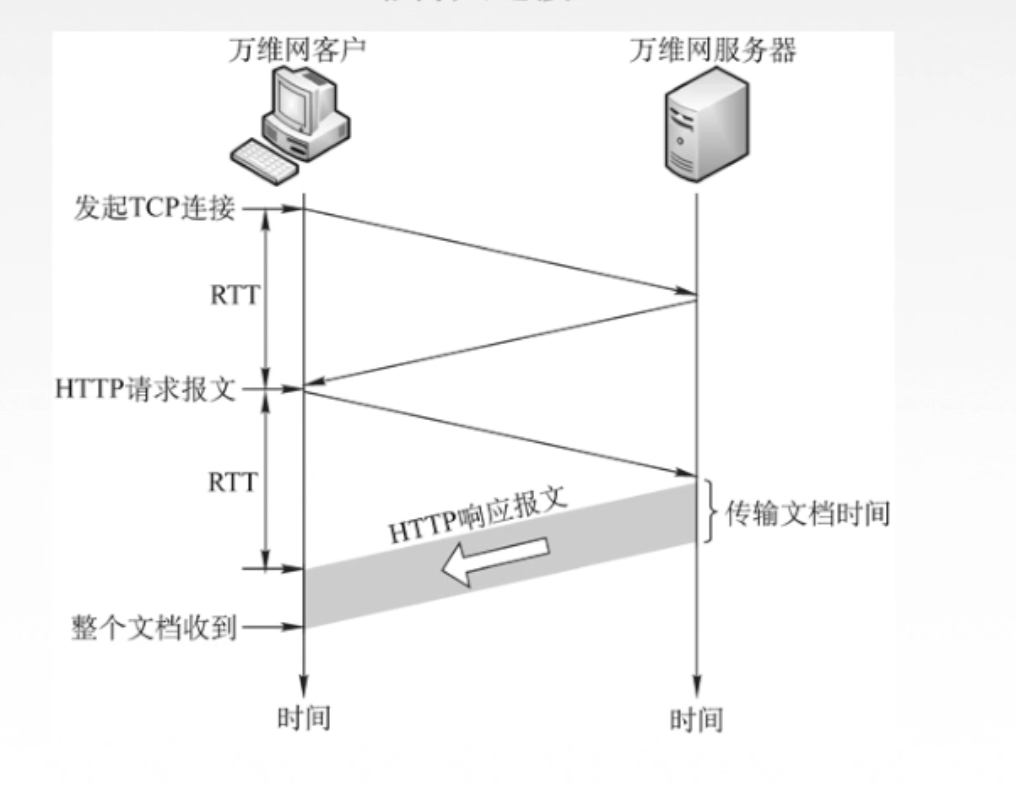 万维网客户
万维网服务器
发起TCP连接
RTT
HTTP请求报文
RTT
HTTP响应报文
传输文档时间
整个文档收到
时间
时间